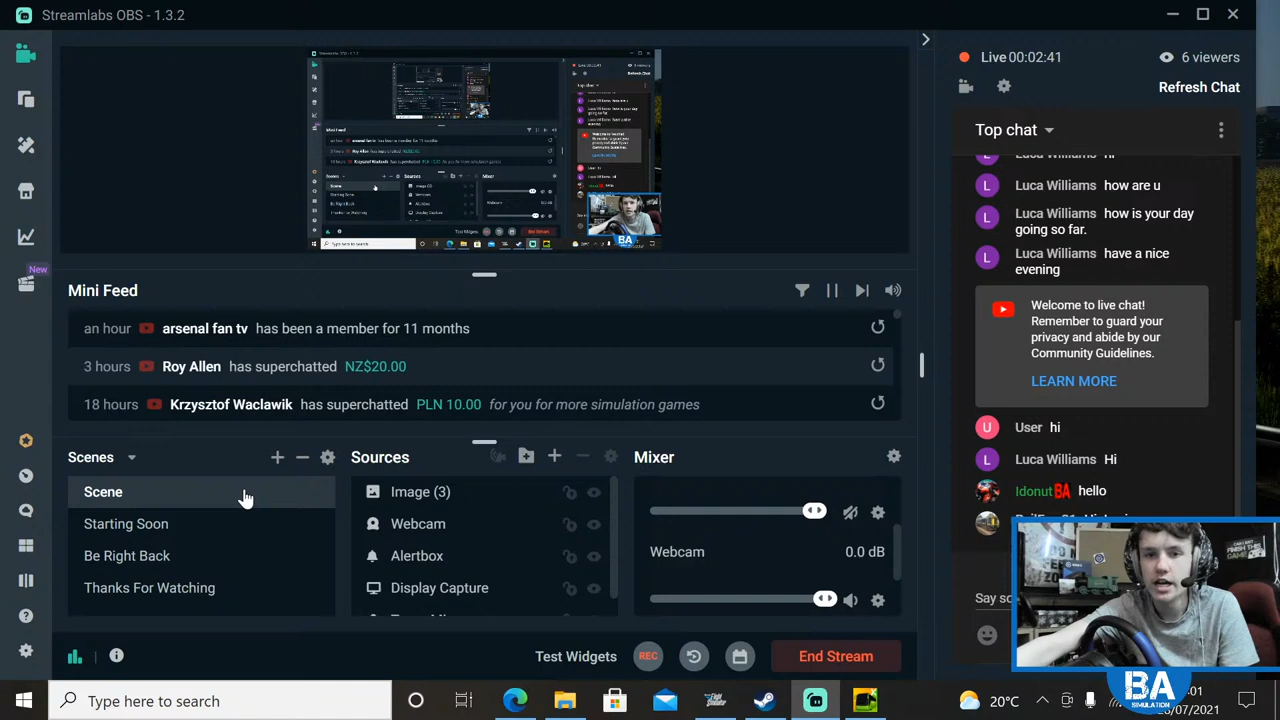 Streamlabs OBS - 1.3.2
Live 00:02:41
6 viewers
Refresh Chat
Top chat
Luca Williams hi
Luca Williams how are u
Luca Williams how is your day
going so far.
Luca Williams have a nice
evening
Welcome to live chat!
Remember to guard your
privacy and abide by our
Community Guidelines.
LEARN MORE
User hi
Luca Williams Hi
Idonut BA hello
New
Mini Feed
an hour arsenal fan tv has been a member for 11 months
3 hours Roy Allen has superchatted NZ$20.00
18 hours Krzysztof Waclawik has superchatted PLN 10.00 for you for more simulation games
Scenes
Scene
Starting Soon
Be Right Back
Thanks For Watching
Sources
Image (3)
Webcam
Alertbox
Display Capture
Mixer
Webcam 0.0 dB
Test Widgets
REC
End Stream
BA
SIMULATION
Type here to search
20°C